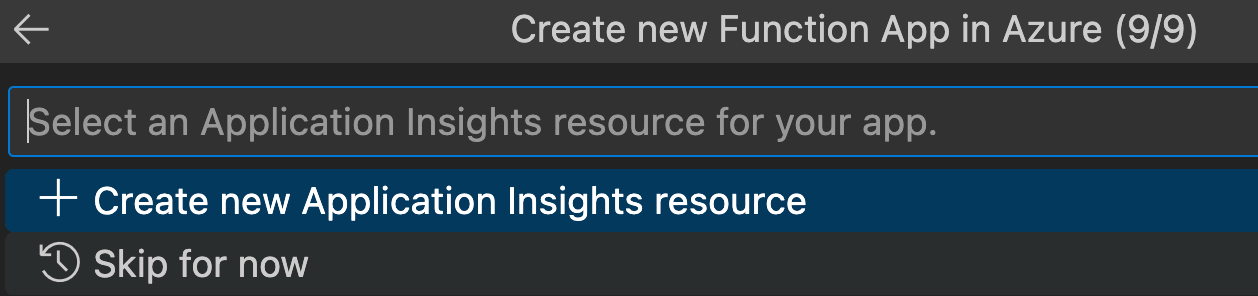 Create new Function App in Azure (9/9)
Select an Application Insights resource for your app.
Create new Application Insights resource
Skip for now